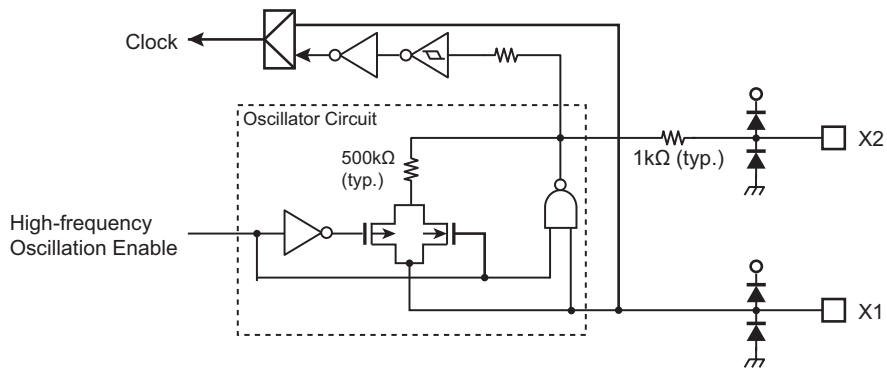 Clock
Oscillator Circuit
500kΩ
(typ.)
1kΩ (typ.)
X2
High-frequency
Oscillation Enable
X1